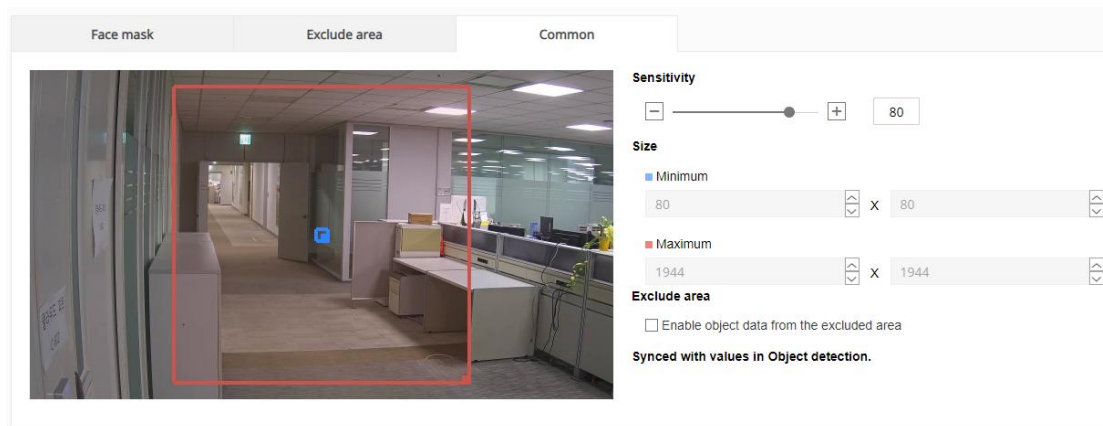 Face mask
Exclude area
Common
Sensitivity
80
Size
Minimum
80 X 80
Maximum
1944 X 1944
Exclude area
Enable object data from the excluded area
Synced with values in Object detection.